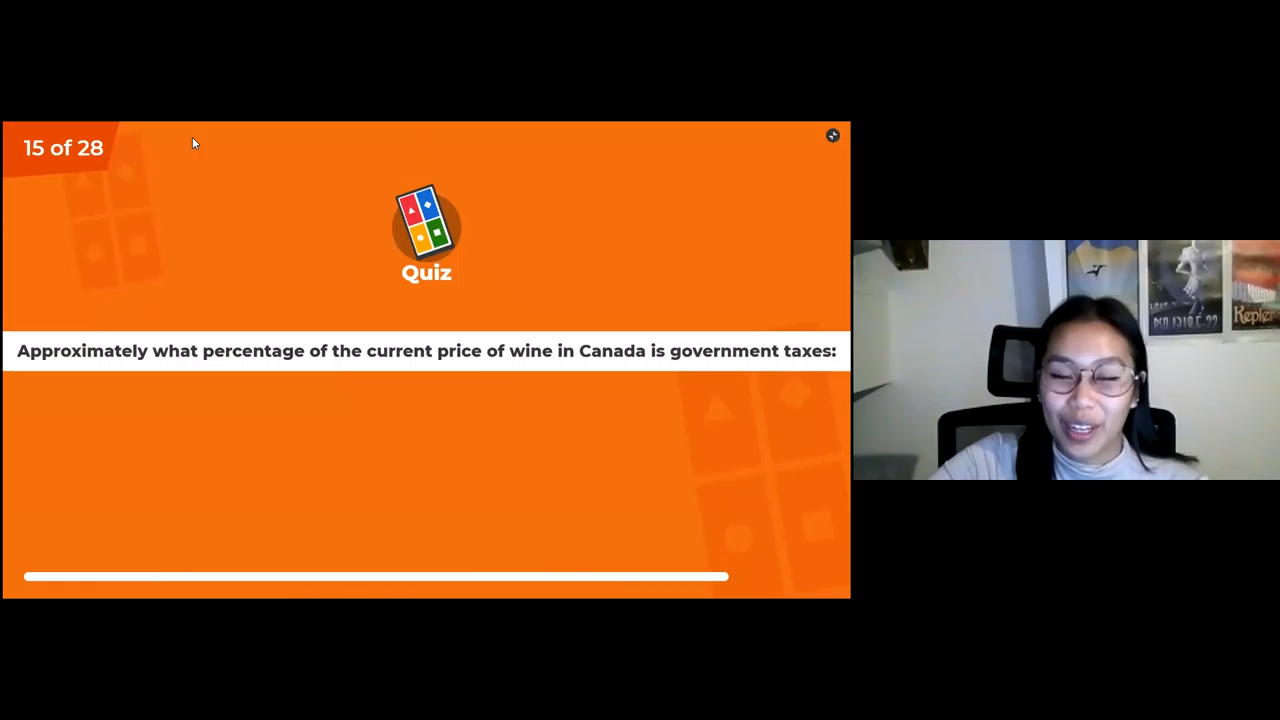 15 of 28
Quiz
Approximately what percentage of the current price of wine in Canada is government taxes:
Kepler